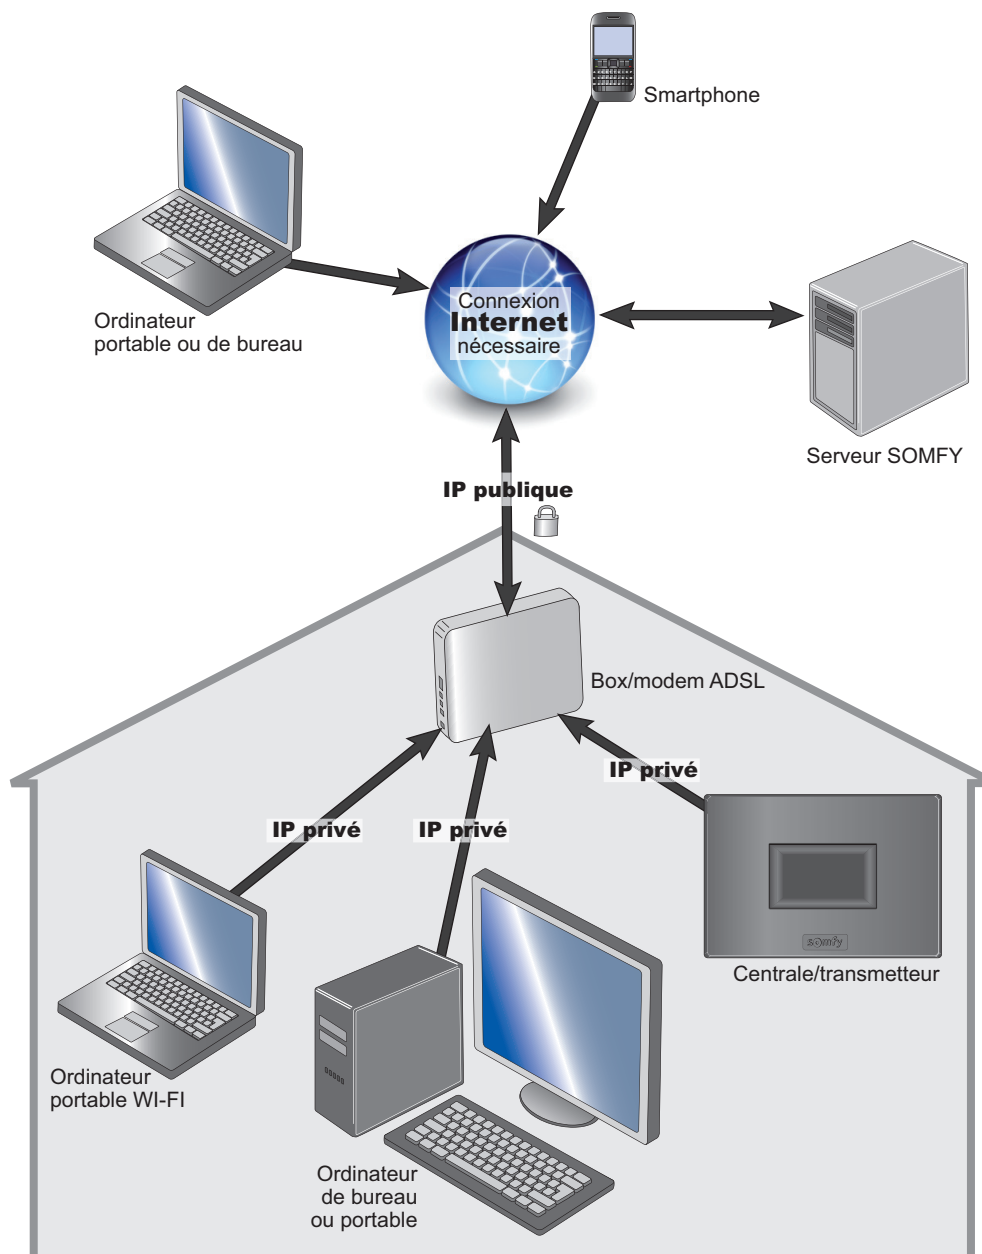 Smartphone
Ordinateur
portable ou de bureau
Connexion
Internet
nécessaire
Serveur SOMFY
IP publique
Box/modem ADSL
IP privé
IP privé
IP privé
somfy
Centrale/transmetteur
Ordinateur
portable WI-FI
Ordinateur
de bureau
ou portable